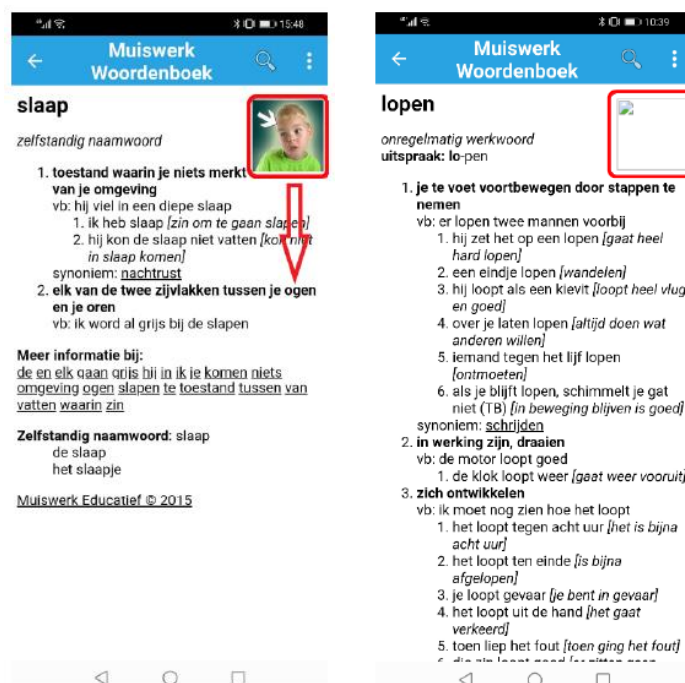 15:48
Muiswerk
Woordenboek
slaap
zelfstandig naamwoord
1. toestand waarin je niets merkt
van je omgeving
vb: hij viel in een diepe slaap
1. ik heb slaap [zin om te gaan slapen]
2. hij kon de slaap niet vatten [kon niet
in slaap komen]
synoniem: nachtrust
2. elk van de twee zijvlakken tussen je ogen
en je oren
vb: ik word al grijs bij de slapen
Meer informatie bij:
de en elk gaan grijs hij in ik je komen niets
omgeving ogen slapen te toestand tussen van
vatten waarin zin
Zelfstandig naamwoord: slaap
de slaap
het slaapje
Muiswerk Educatief © 2015
10:39
Muiswerk
Woordenboek
lopen
onregelmatig werkwoord
uitspraak: lo-pen
1. je te voet voortbewegen door stappen te
nemen
vb: er lopen twee mannen voorbij
1. hij zet het op een lopen [gaat heel
hard lopen]
2. een eindje lopen [wandelen]
3. hij loopt als een kievit [loopt heel vlug
en goed]
4. over je laten lopen [altijd doen wat
anderen willen]
5. iemand tegen het lijf lopen
[ontmoeten]
6. als je blijft lopen, schimmelt je gat
niet (TB) [in beweging blijven is goed]
synoniem: schrijden
2. in werking zijn, draaien
vb: de motor loopt goed
1. de klok loopt weer [gaat weer vooruit]
3. zich ontwikkelen
vb: ik moet nog zien hoe het loopt
1. het loopt tegen acht uur [het is bijna
acht uur]
2. het loopt ten einde [is bijna
afgelopen]
3. je loopt gevaar [je bent in gevaar]
4. het loopt uit de hand [het gaat
verkeerd]
5. toen liep het fout [toen ging het fout]